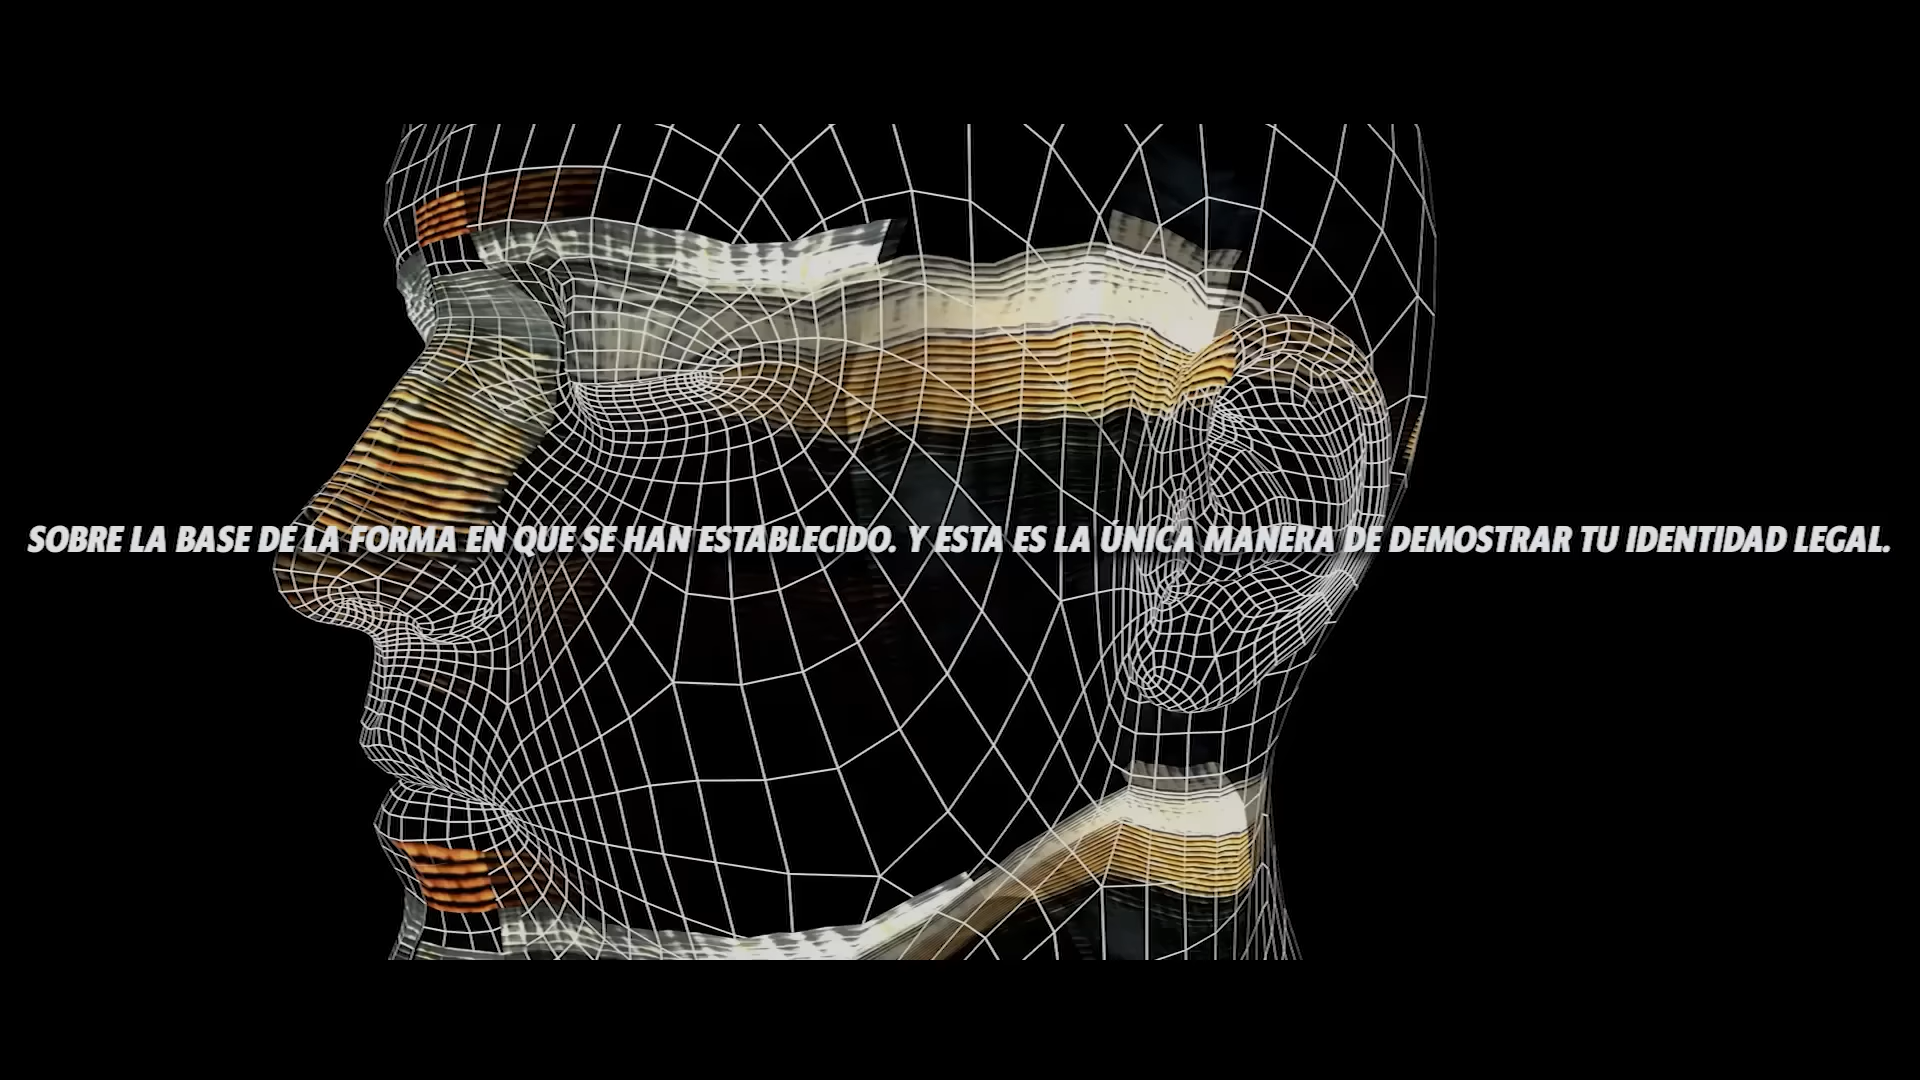 SOBRE LA BASE DE LA FORMA EN QUE SE HAN ESTABLECIDO. Y ESTA ES LA ÚNICA MANERA DE DEMOSTRAR TU IDENTIDAD LEGAL.